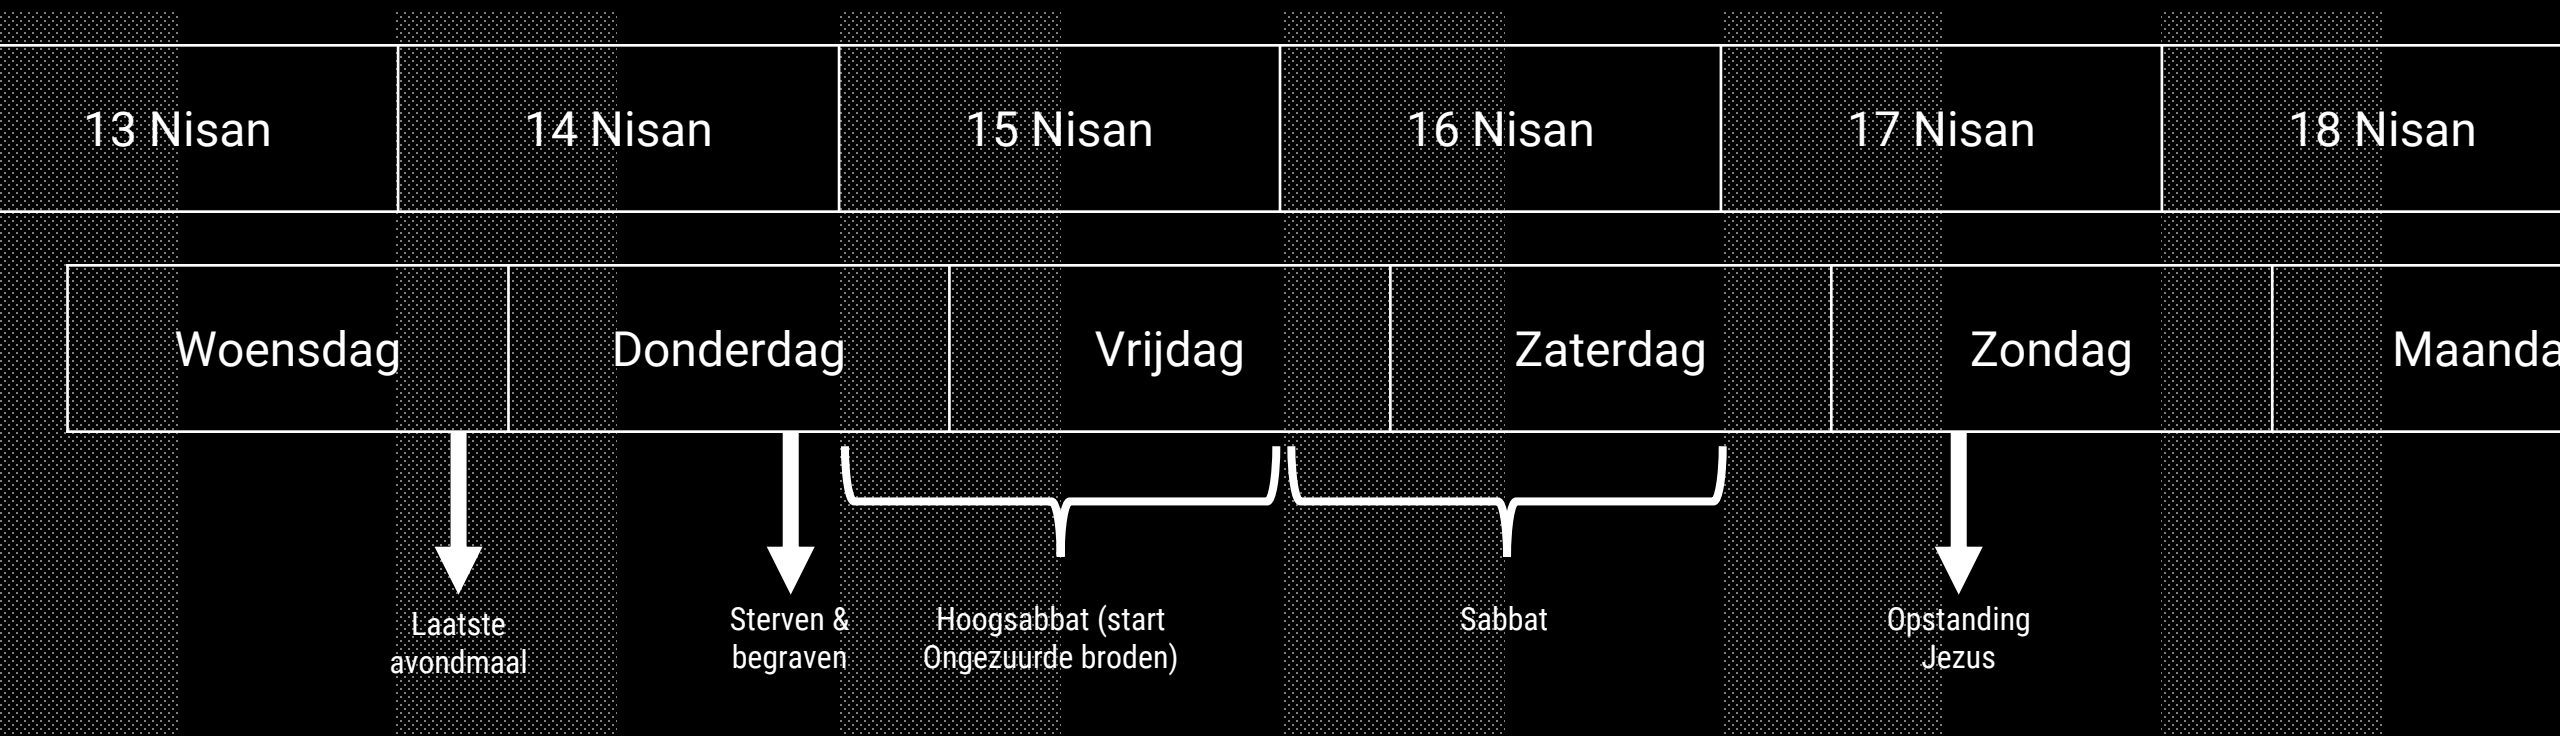 13 Nisan
14 Nisan
15 Nisan
16 Nisan
17 Nisan
18 Nisan
Woensdag
Donderdag
Vrijdag
Zaterdag
Zondag
Maanda
Laatste
avondmaal
Sterven &
begraven
Hoogsabbat (start
Ongezuurde broden)
Sabbat
Opstanding
Jezus